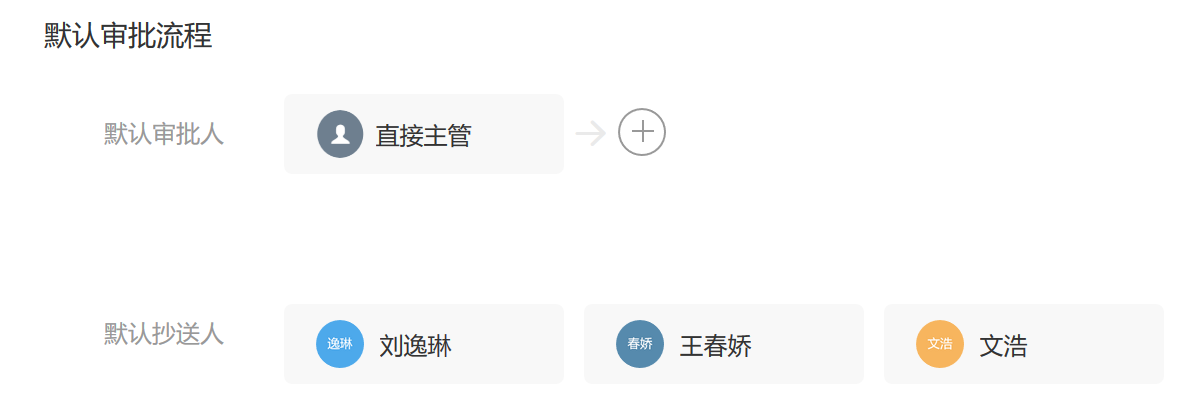 默认审批流程
默认审批人
直接主管
默认抄送人
逸琳 刘逸琳
春娇 王春娇
文浩 文浩